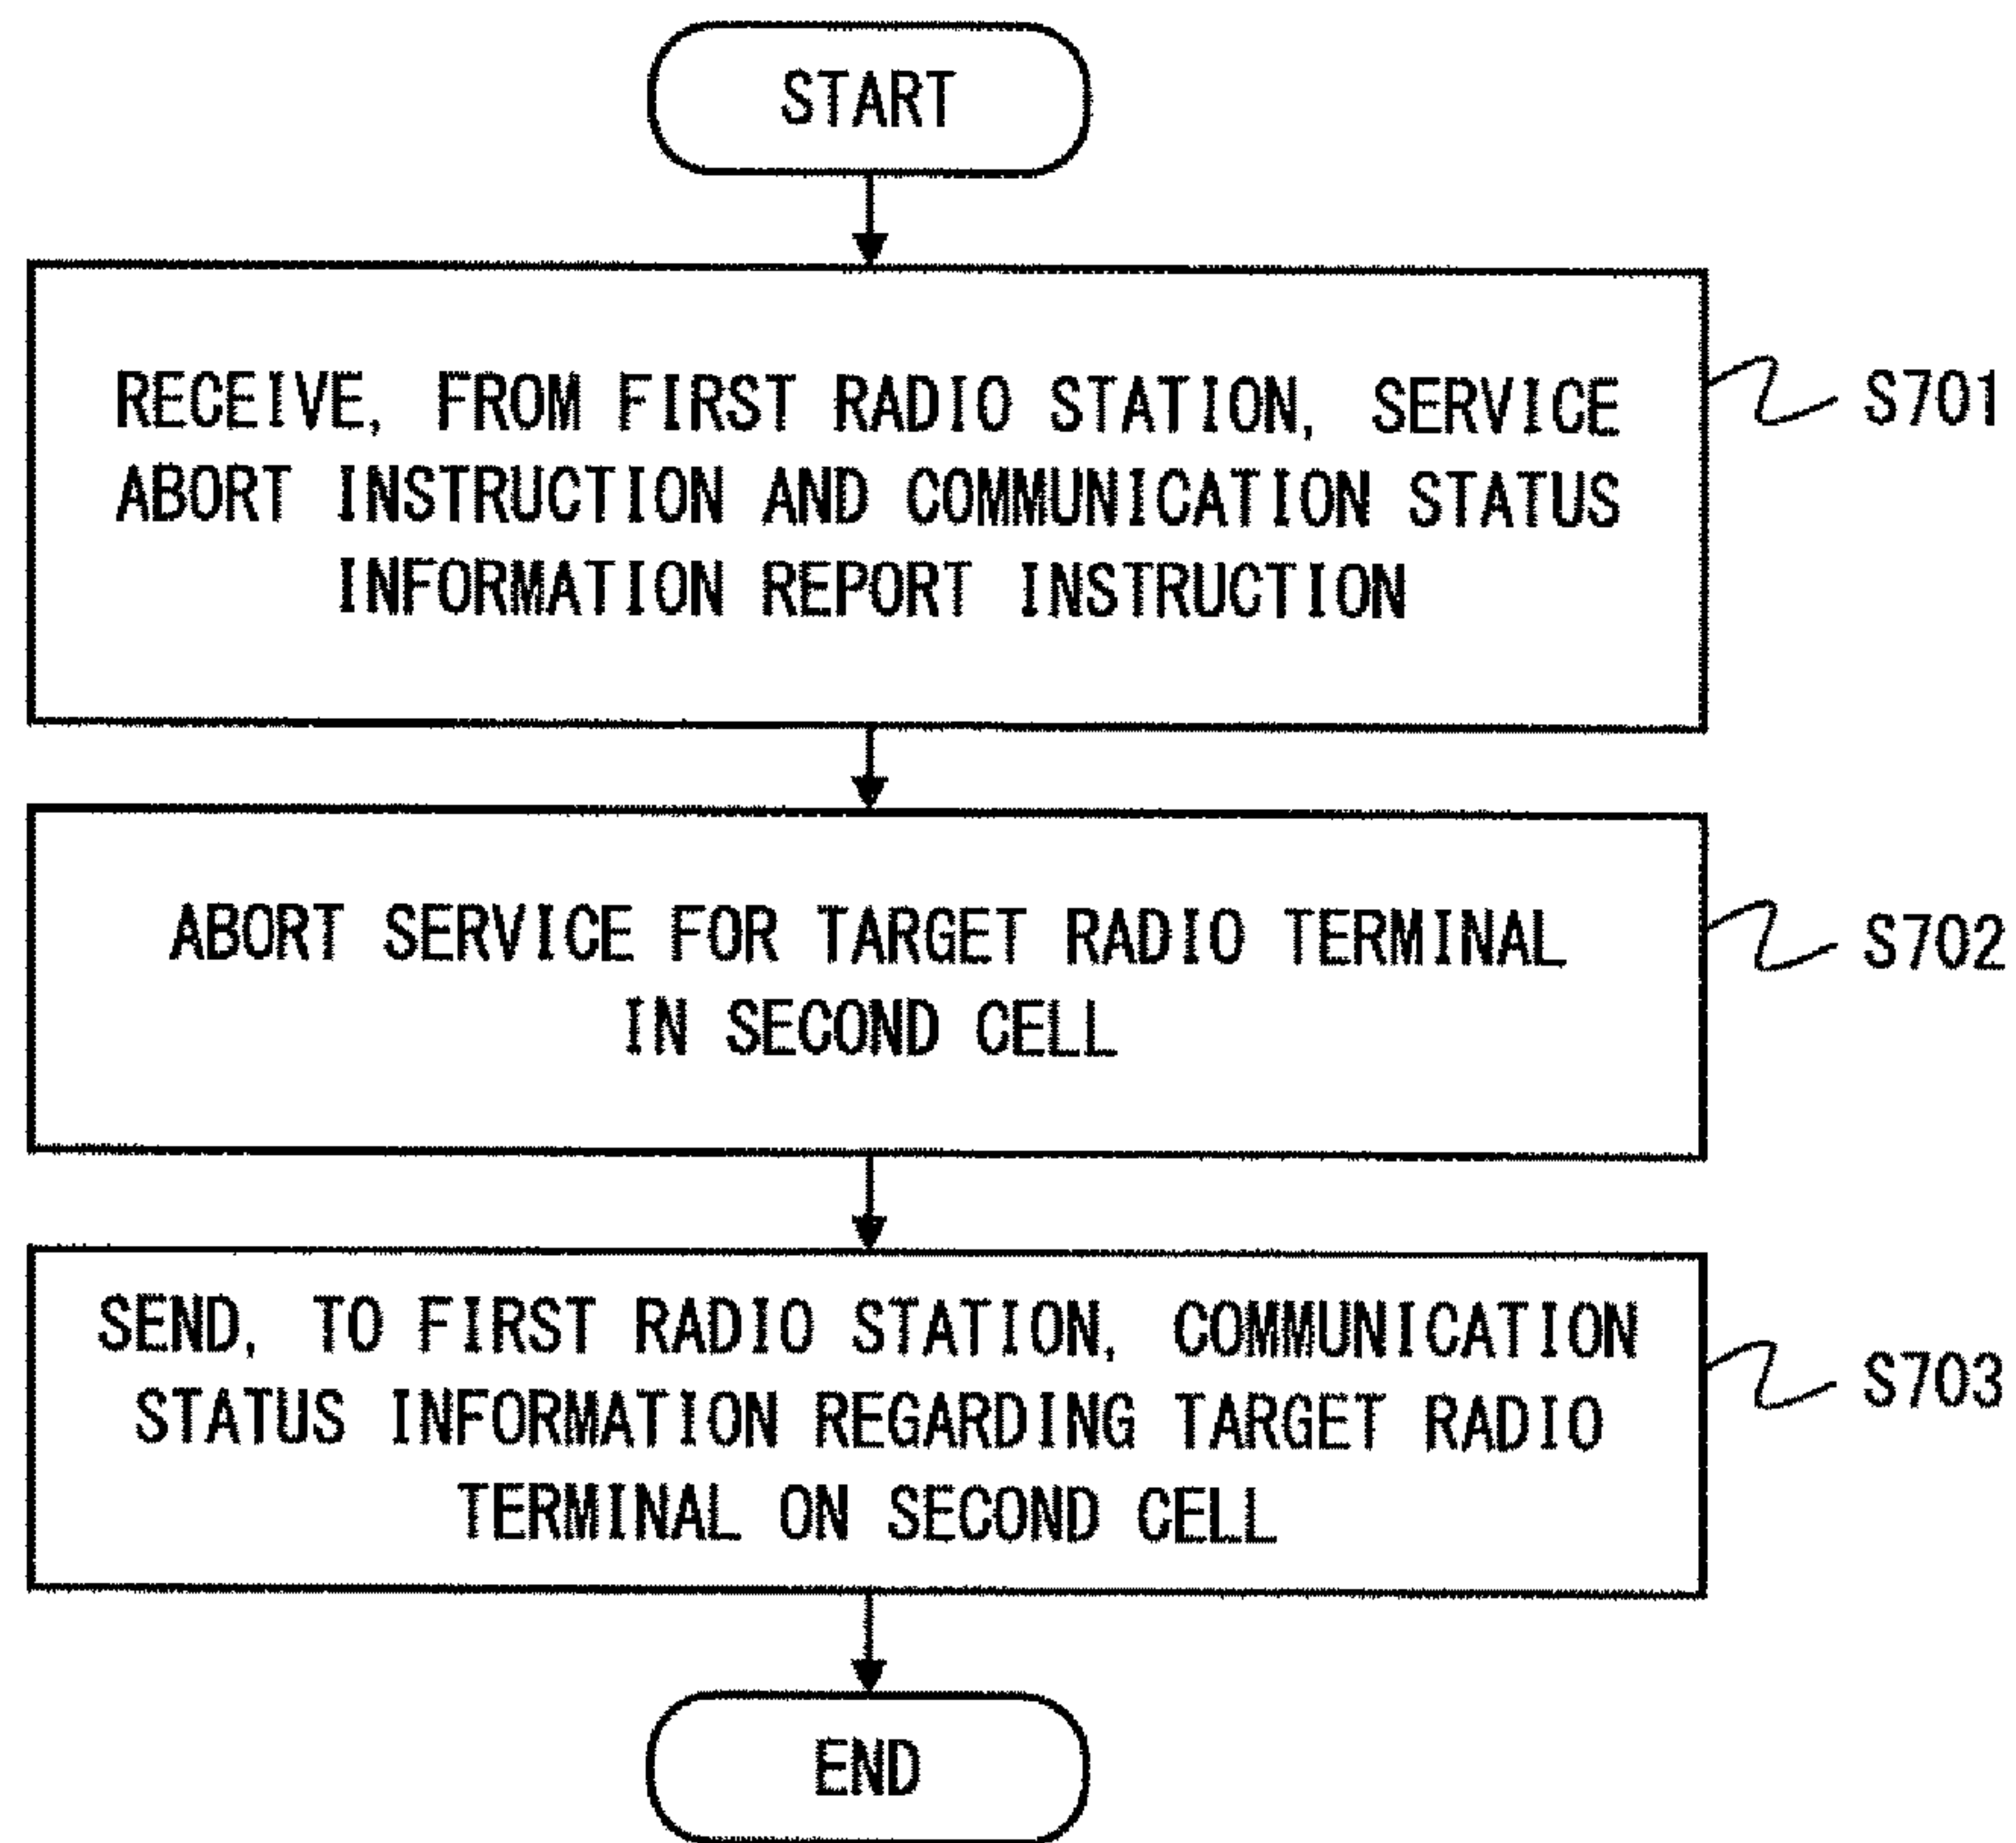 START
RECEIVE, FROM FIRST RADIO STATION, SERVICE
ABORT INSTRUCTION AND COMMUNICATION STATUS
INFORMATION REPORT INSTRUCTION
S701
ABORT SERVICE FOR TARGET RADIO TERMINAL
IN SECOND CELL
S702
SEND, TO FIRST RADIO STATION, COMMUNICATION
STATUS INFORMATION REGARDING TARGET RADIO
TERMINAL ON SECOND CELL
S703
END